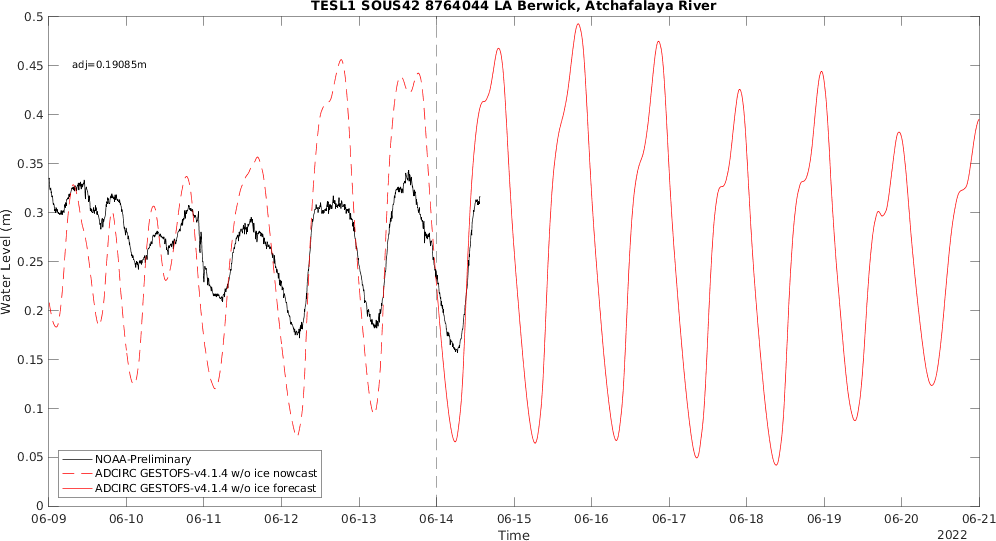 TESL1 SOUS42 8764044 LA Berwick, Atchafalaya River
0.5
0.45
0.4
0.35
0.3
0.25
0.2
0.15
0.1
0.05
0
Water Level (m)
adj=0.19085m
NOAA-Preliminary
ADCIRC GESTOFS-v4.1.4 w/o ice nowcast
ADCIRC GESTOFS-v4.1.4 w/o ice forecast
06-09 06-10 06-11 06-12 06-13 06-14 06-15 06-16 06-17 06-18 06-19 06-20 06-21
Time
2022